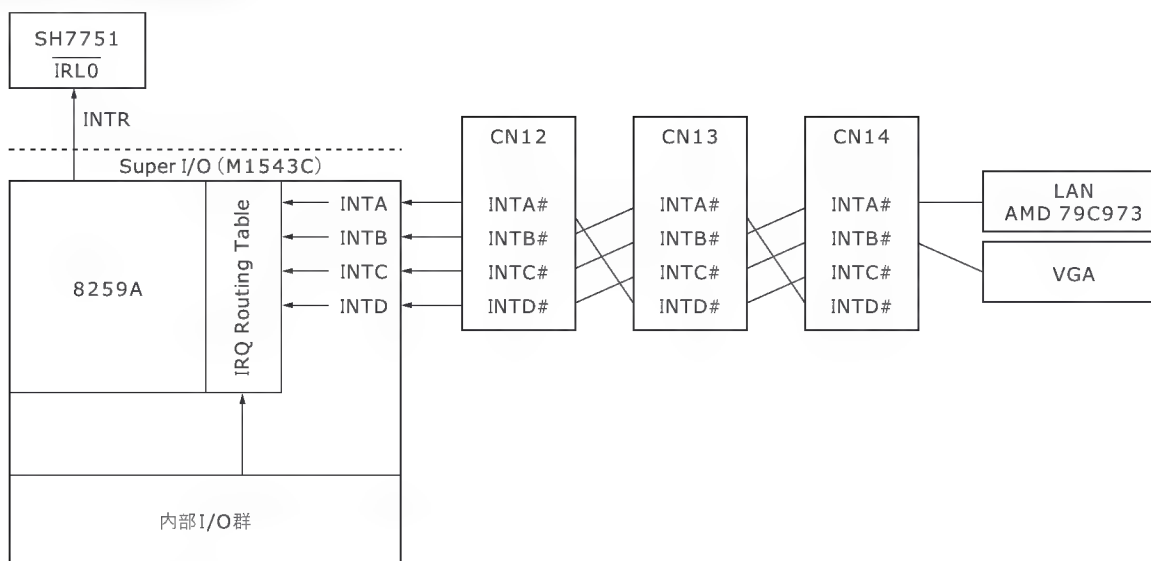 SH7751
IRL0
INTR
Super I/O (M1543C)
8259A
IRQ Routing Table
INTA
INTB
INTC
INTD
内部I/O群
CN12
INTA#
INTB#
INTC#
INTD#
CN13
INTA#
INTB#
INTC#
INTD#
CN14
INTA#
INTB#
INTC#
INTD#
LAN
AMD 79C973
VGA